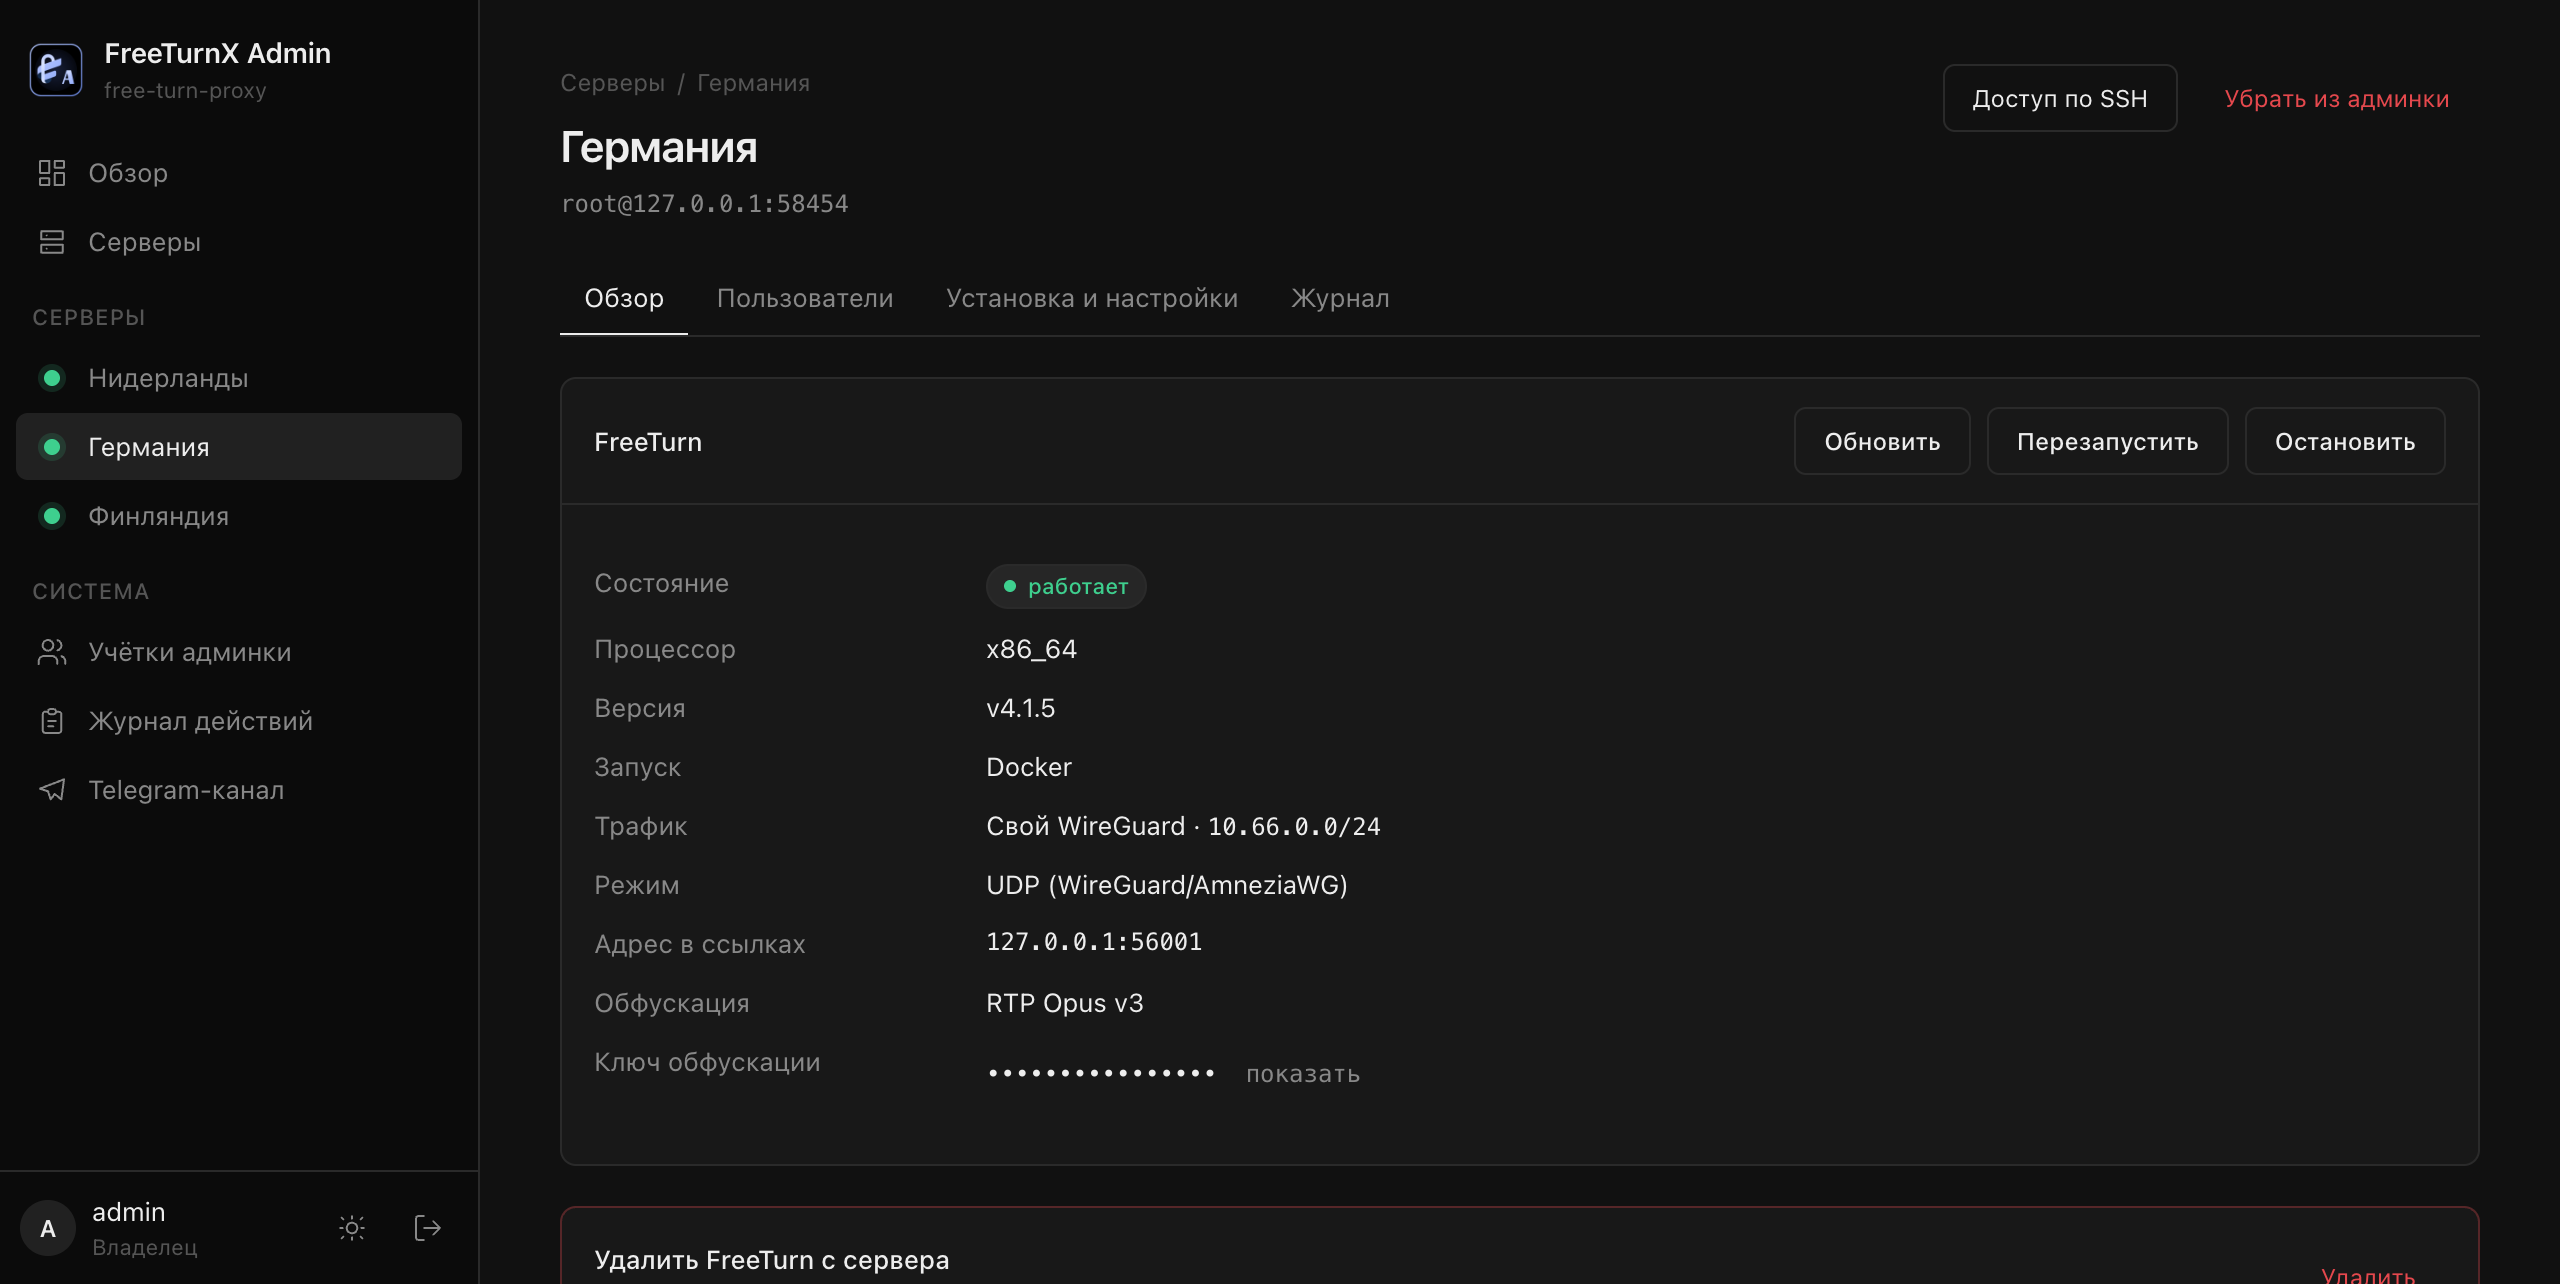 FreeTurnX Admin
free-turn-proxy
Обзор
Серверы
СЕРВЕРЫ
Нидерланды
Германия
Финляндия
СИСТЕМА
Учётки админки
Журнал действий
Telegram-канал
A
admin
Владелец
Серверы / Германия
Германия
root@127.0.0.1:58454
Доступ по SSH
Убрать из админки
Обзор Пользователи Установка и настройки Журнал
FreeTurn
Обновить Перезапустить Остановить
Состояние работает
Процессор x86_64
Версия v4.1.5
Запуск Docker
Трафик Свой WireGuard · 10.66.0.0/24
Режим UDP (WireGuard/AmneziaWG)
Адрес в ссылках 127.0.0.1:56001
Обфускация RTP Opus v3
Ключ обфускации •••••••••••••••• показать
Удалить FreeTurn с сервера
Удалить